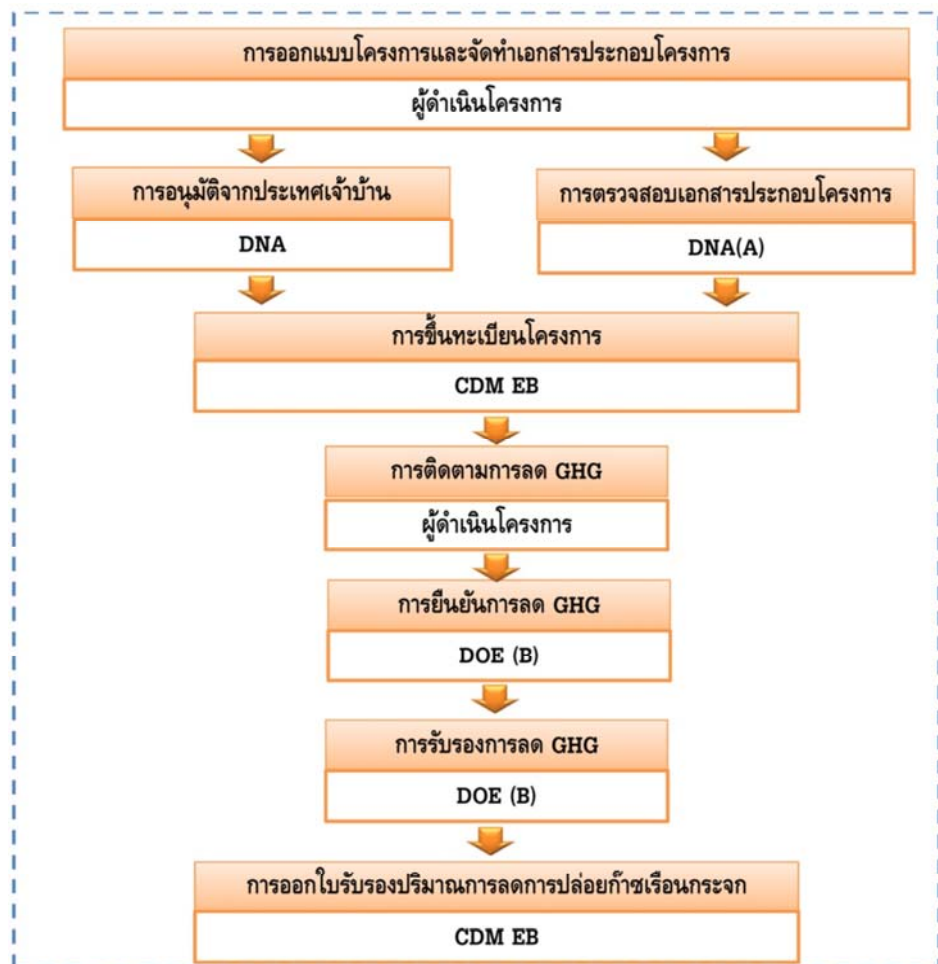 การออกแบบโครงการและจัดทำเอกสารประกอบโครงการ
ผู้ดำเนินโครงการ
การอนุมัติจากประเทศเจ้าบ้าน
DNA
การตรวจสอบเอกสารประกอบโครงการ
DNA(A)
การขึ้นทะเบียนโครงการ
CDM EB
การติดตามการลด GHG
ผู้ดำเนินโครงการ
การยืนยันการลด GHG
DOE (B)
การรับรองการลด GHG
DOE (B)
การออกใบรับรองปริมาณการลดการปล่อยก๊าซเรือนกระจก
CDM EB